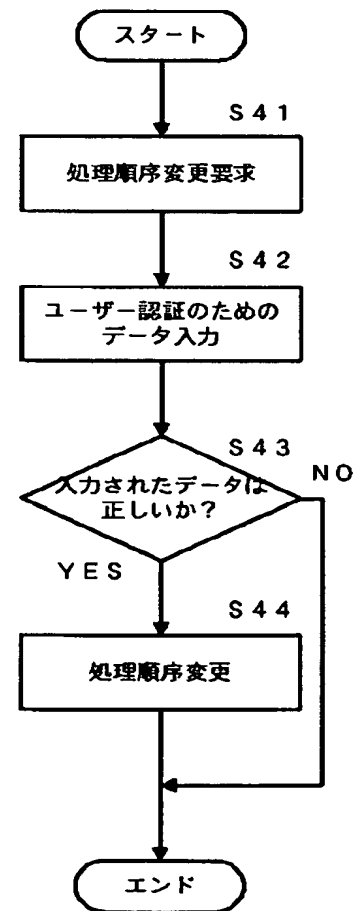 スタート
S41
処理順序変更要求
S42
ユーザー認証のための
データ入力
S43
NO
入力されたデータは
正しいか?
YES
S44
処理順序変更
エンド